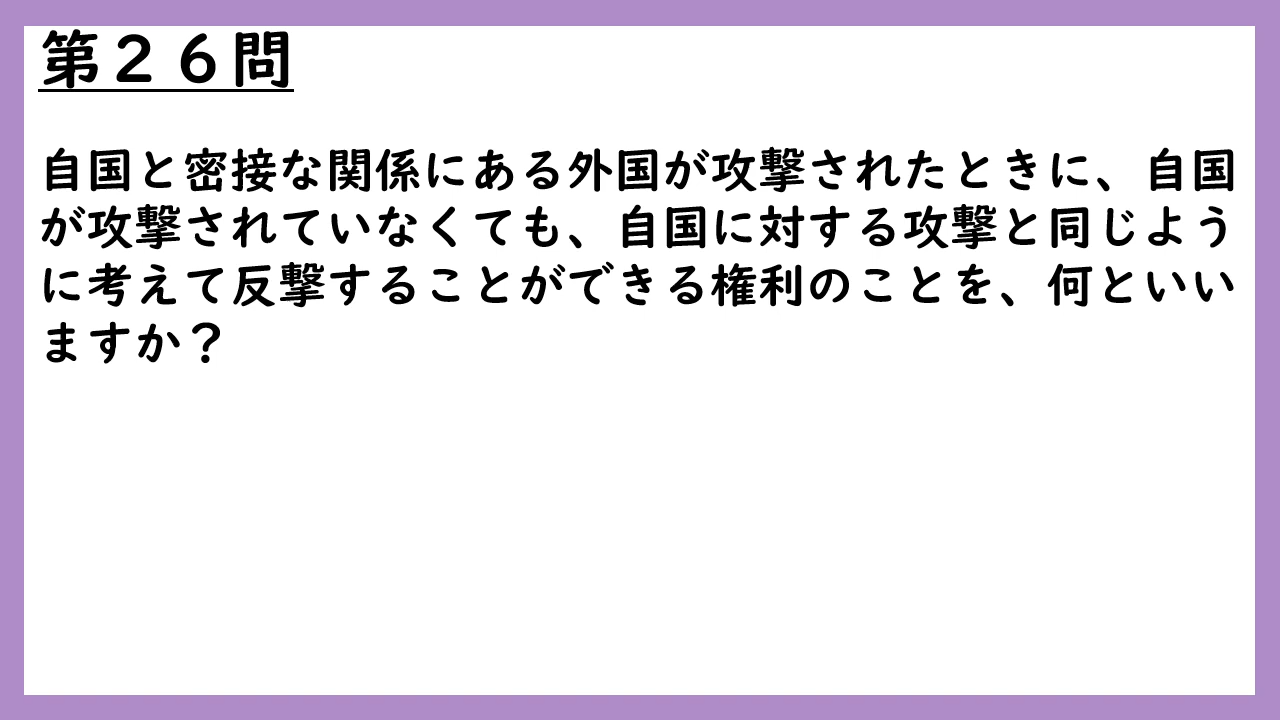 第２６問
自国と密接な関係にある外国が攻撃されたときに、自国
が攻撃されていなくても、自国に対する攻撃と同じよう
に考えて反撃することができる権利のことを、何といい
ますか？